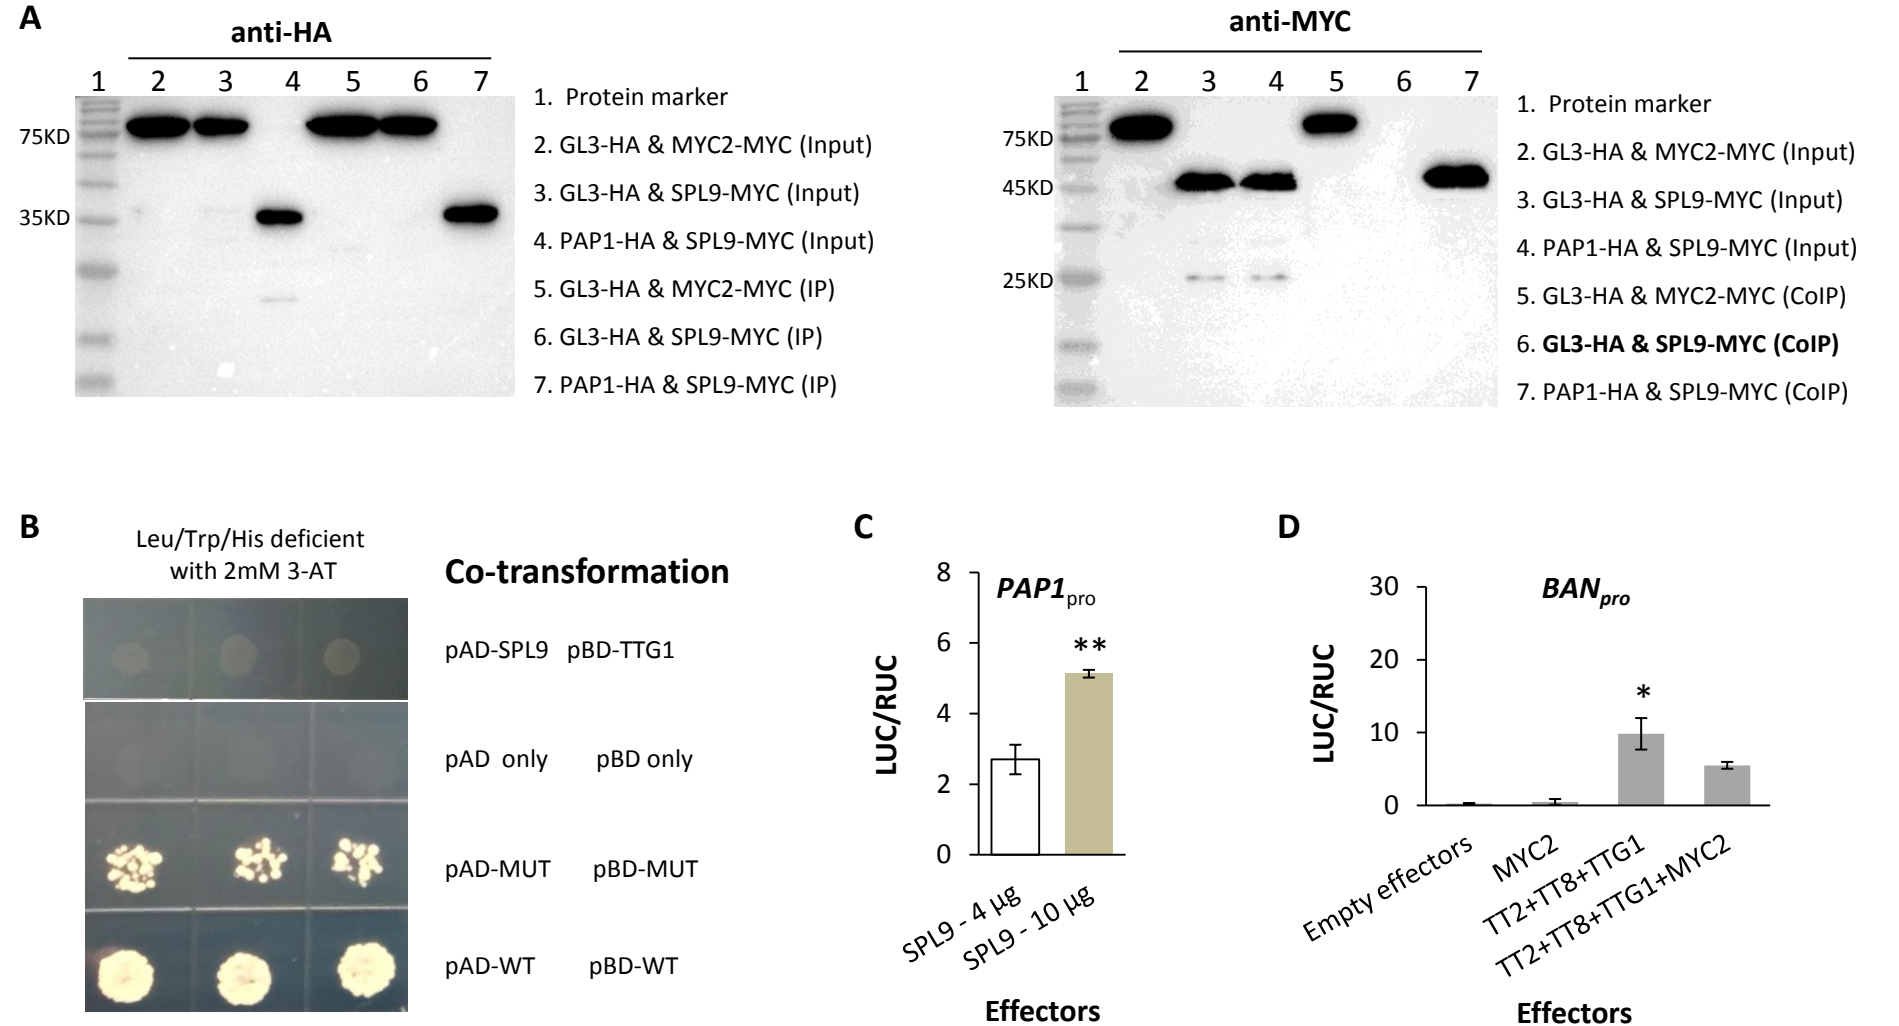 A
anti-HA
1 2 3 4 5 6 7
75KD
35KD
1. Protein marker
2. GL3-HA & MYC2-MYC (Input)
3. GL3-HA & SPL9-MYC (Input)
4. PAP1-HA & SPL9-MYC (Input)
5. GL3-HA & MYC2-MYC (IP)
6. GL3-HA & SPL9-MYC (IP)
7. PAP1-HA & SPL9-MYC (IP)
anti-MYC
1 2 3 4 5 6 7
75KD
45KD
25KD
1. Protein marker
2. GL3-HA & MYC2-MYC (Input)
3. GL3-HA & SPL9-MYC (Input)
4. PAP1-HA & SPL9-MYC (Input)
5. GL3-HA & MYC2-MYC (CoIP)
6. GL3-HA & SPL9-MYC (CoIP)
7. PAP1-HA & SPL9-MYC (CoIP)
B
Leu/Trp/His deficient
with 2mM 3-AT
Co-transformation
pAD-SPL9 pBD-TTG1
pAD only pBD only
pAD-MUT pBD-MUT
pAD-WT pBD-WT
C
PAP1pro
LUC/RUC
8
6
4
2
0
**
SPL9 - 4 µg
SPL9 - 10 µg
Effectors
D
BANpro
LUC/RUC
30
20
10
0
*
Empty effectors
MYC2
TT2+TT8+TTG1
TT2+TT8+TTG1+MYC2
Effectors